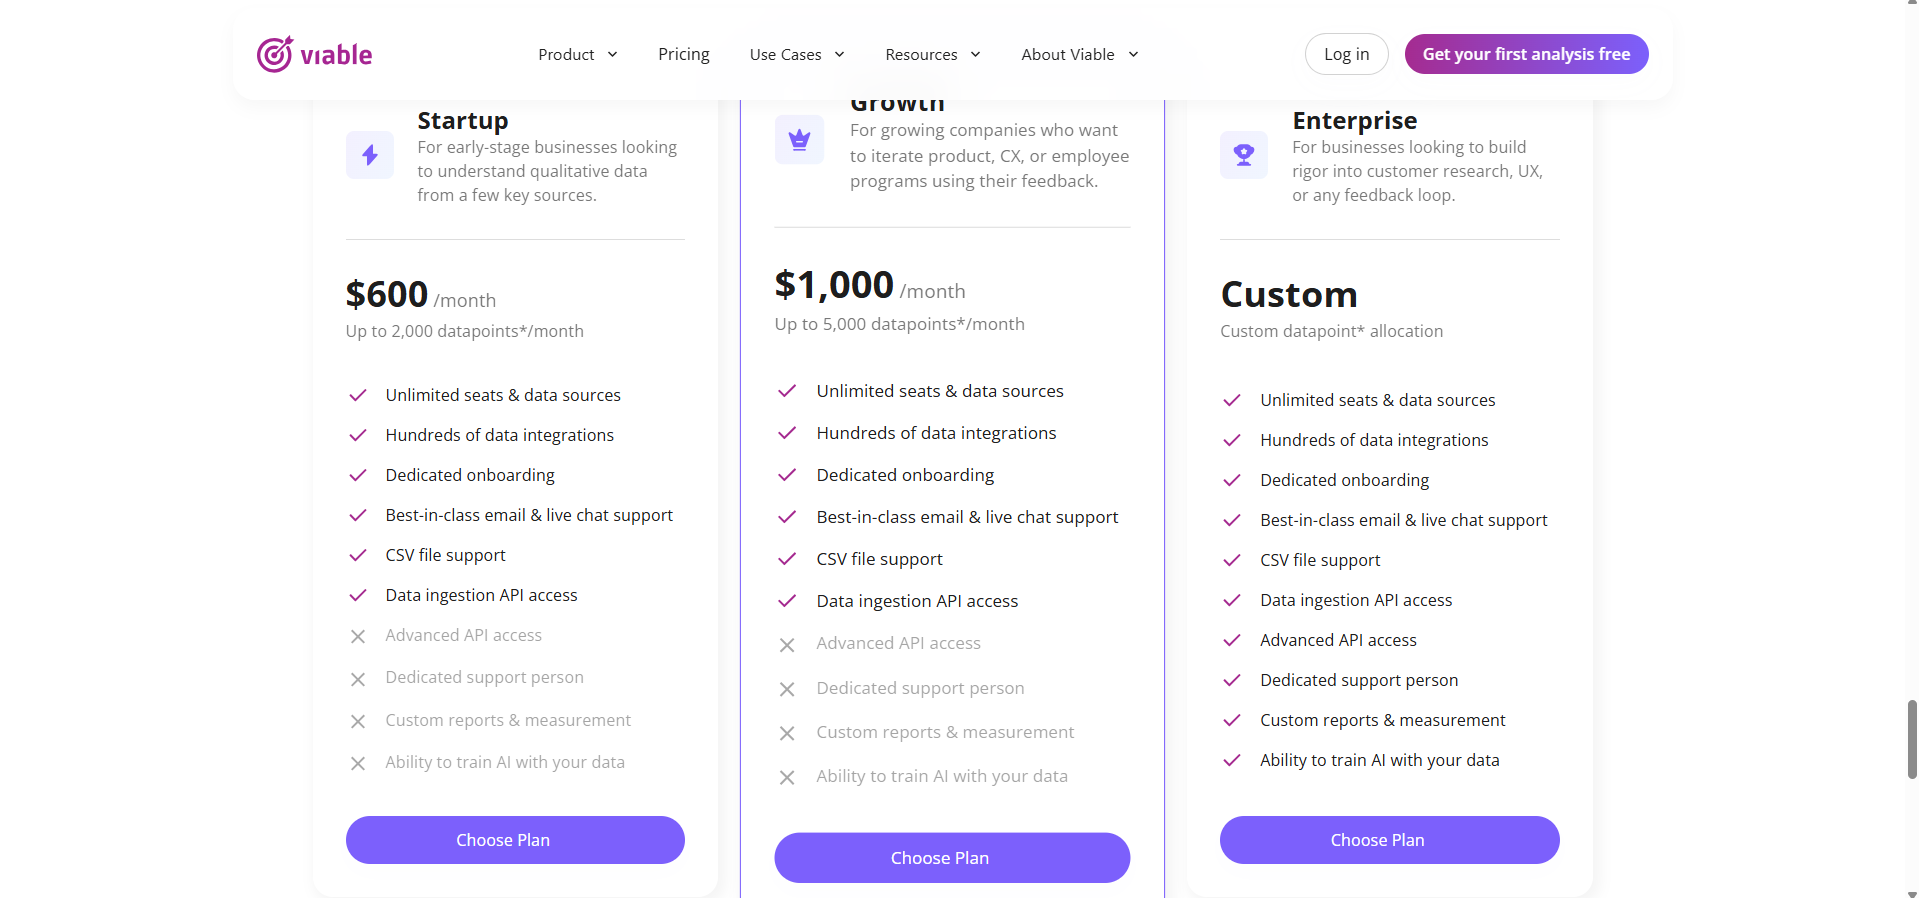 viable
Product
Pricing
Use Cases
Resources
About Viable
Log in
Get your first analysis free
Startup
For early-stage businesses looking
to understand qualitative data
from a few key sources.
$600 /month
Up to 2,000 datapoints*/month
Unlimited seats & data sources
Hundreds of data integrations
Dedicated onboarding
Best-in-class email & live chat support
CSV file support
Data ingestion API access
Advanced API access
Dedicated support person
Custom reports & measurement
Ability to train AI with your data
Choose Plan
Growth
For growing companies who want
to iterate product, CX, or employee
programs using their feedback.
$1,000 /month
Up to 5,000 datapoints*/month
Unlimited seats & data sources
Hundreds of data integrations
Dedicated onboarding
Best-in-class email & live chat support
CSV file support
Data ingestion API access
Advanced API access
Dedicated support person
Custom reports & measurement
Ability to train AI with your data
Choose Plan
Enterprise
For businesses looking to build
rigor into customer research, UX,
or any feedback loop.
Custom
Custom datapoint* allocation
Unlimited seats & data sources
Hundreds of data integrations
Dedicated onboarding
Best-in-class email & live chat support
CSV file support
Data ingestion API access
Advanced API access
Dedicated support person
Custom reports & measurement
Ability to train AI with your data
Choose Plan